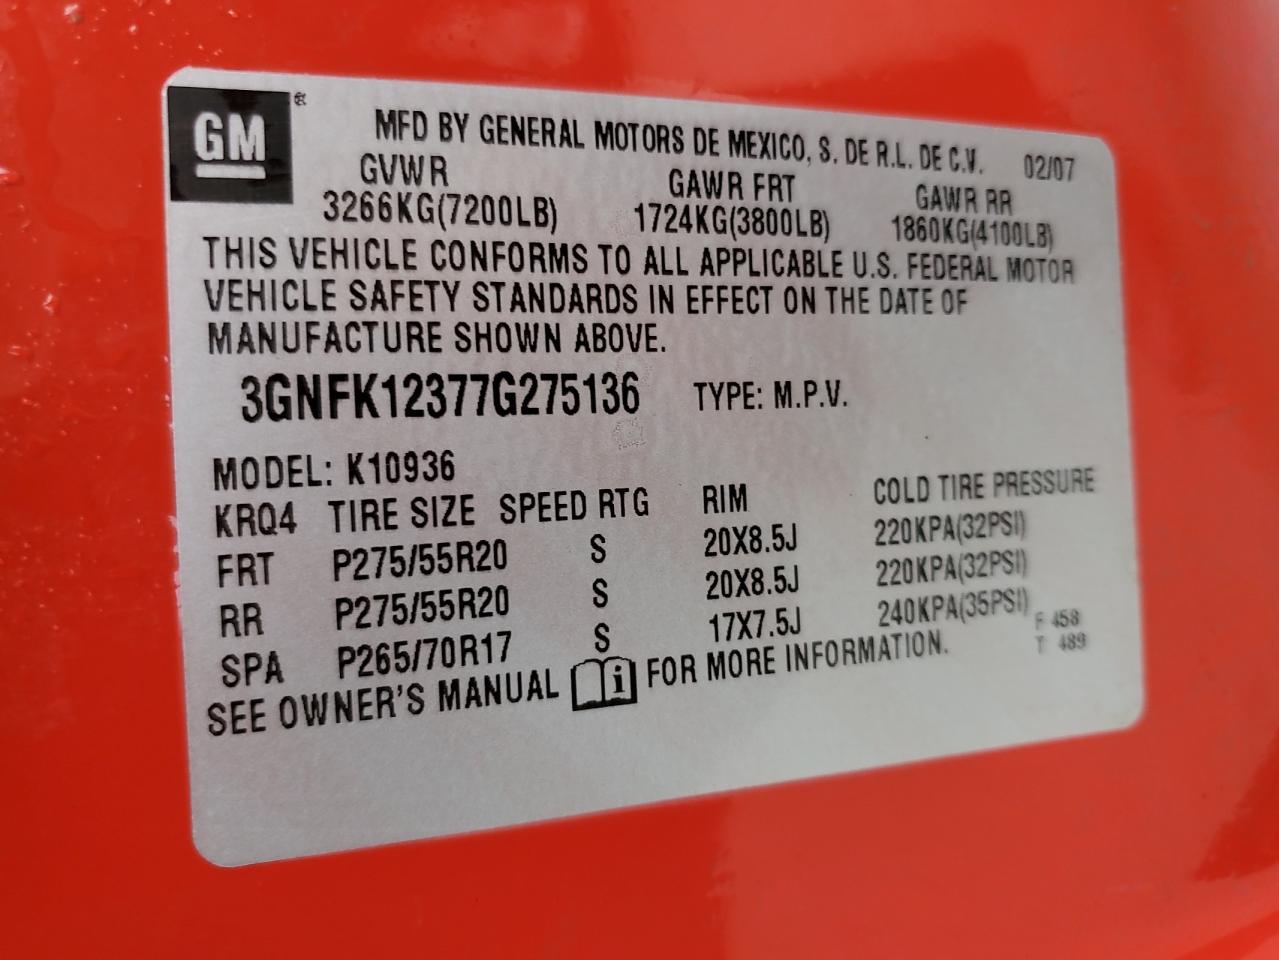 GM
MFD BY GENERAL MOTORS DE MEXICO, S. DE R.L. DE C.V. 02/07
GVWR GAWR FRT GAWR RR
3266KG(7200LB) 1724KG(3800LB) 1860KG(4100LB)
THIS VEHICLE CONFORMS TO ALL APPLICABLE U.S. FEDERAL MOTOR
VEHICLE SAFETY STANDARDS IN EFFECT ON THE DATE OF
MANUFACTURE SHOWN ABOVE.
3GNFK12377G275136 TYPE: M.P.V.
MODEL: K10936
KRQ4 TIRE SIZE SPEED RTG RIM COLD TIRE PRESSURE
FRT P275/55R20 S 20X8.5J 220KPA(32PSI)
RR P275/55R20 S 20X8.5J 220KPA(32PSI)
SPA P265/70R17 S 17X7.5J 240KPA(35PSI)
F 458
T 489
SEE OWNER'S MANUAL i FOR MORE INFORMATION.